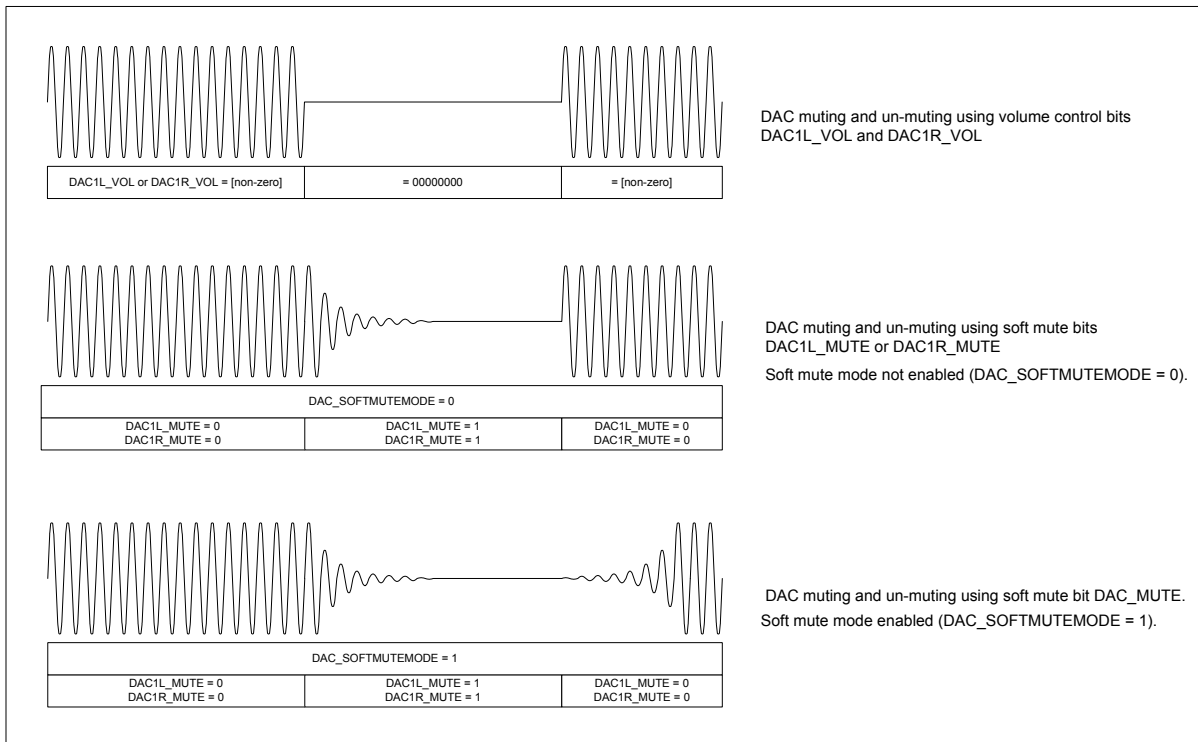 DAC muting and un-muting using volume control bits
DAC1L_VOL and DAC1R_VOL
DAC1L_VOL or DAC1R_VOL = [non-zero]
= 00000000
= [non-zero]
DAC muting and un-muting using soft mute bits
DAC1L_MUTE or DAC1R_MUTE
Soft mute mode not enabled (DAC_SOFTMUTEMODE = 0).
DAC_SOFTMUTEMODE = 0
DAC1L_MUTE = 0
DAC1R_MUTE = 0
DAC1L_MUTE = 1
DAC1R_MUTE = 1
DAC1L_MUTE = 0
DAC1R_MUTE = 0
DAC muting and un-muting using soft mute bit DAC_MUTE.
Soft mute mode enabled (DAC_SOFTMUTEMODE = 1).
DAC_SOFTMUTEMODE = 1
DAC1L_MUTE = 0
DAC1R_MUTE = 0
DAC1L_MUTE = 1
DAC1R_MUTE = 1
DAC1L_MUTE = 0
DAC1R_MUTE = 0